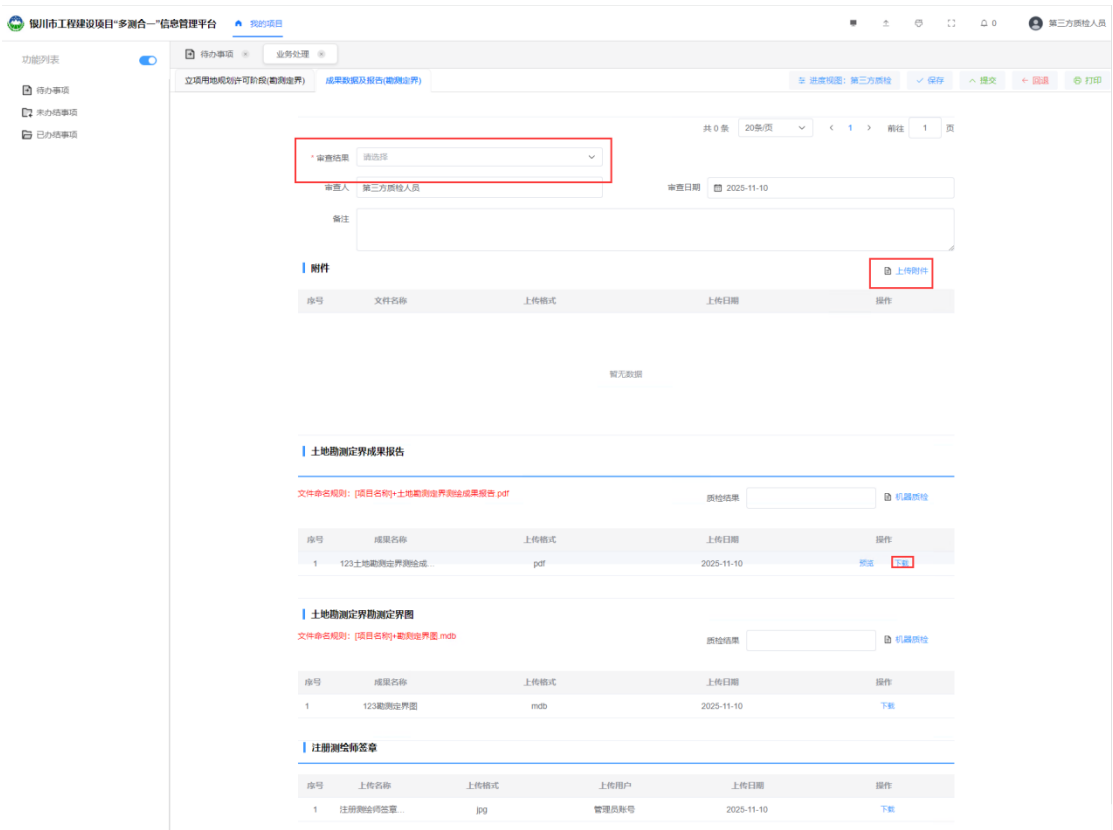 银川市工程建设项目“多测合一”信息管理平台 我的项目 0 第三方质检人员
功能列表
待办事项
未办结事项
已办结事项
待办事项 业务处理
立项用地规划许可阶段(勘测定界) 成果数据及报告(勘测定界) 进度视图：第三方质检 保存 提交 回退 打印
共 0 条 20条/页 1 前往 1 页
* 审查结果 请选择
审查人 第三方质检人员 审查日期 2025-11-10
备注
附件 上传附件
序号 文件名称 上传格式 上传日期 操作
暂无数据
土地勘测定界成果报告
文件命名规则：[项目名称]+土地勘测定界测绘成果报告.pdf
质检结果 机器质检
序号 成果名称 上传格式 上传日期 操作
1 123土地勘测定界测绘成... pdf 2025-11-10 预览 下载
土地勘测定界勘测定界图
文件命名规则：[项目名称]+勘测定界图.mdb
质检结果 机器质检
序号 成果名称 上传格式 上传日期 操作
1 123勘测定界图 mdb 2025-11-10 下载
注册测绘师签章
序号 上传名称 上传格式 上传用户 上传日期 操作
1 注册测绘师签章... jpg 管理员账号 2025-11-10 下载